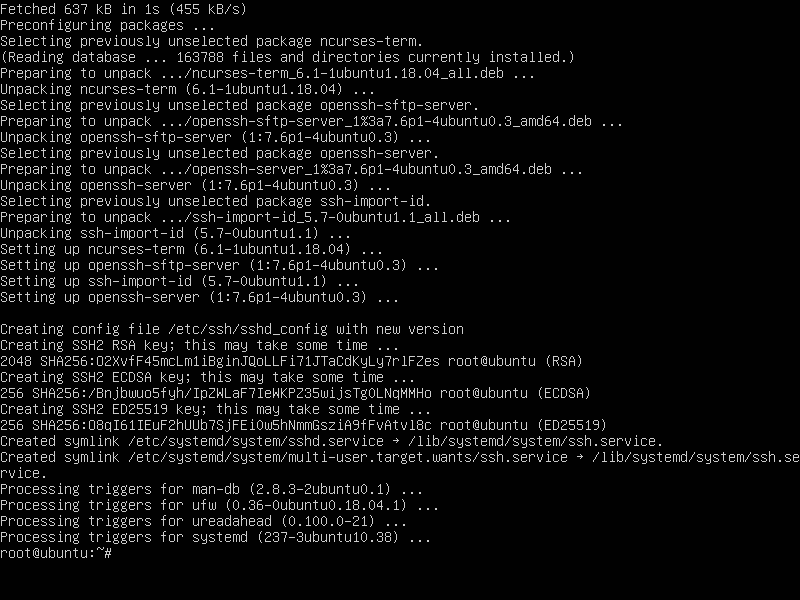 Fetched 637 kB in 1s (455 kB/s)
Preconfiguring packages ...
Selecting previously unselected package ncurses-term.
(Reading database ... 163788 files and directories currently installed.)
Preparing to unpack .../ncurses-term_6.1-1ubuntu1.18.04_all.deb ...
Unpacking ncurses-term (6.1-1ubuntu1.18.04) ...
Selecting previously unselected package openssh-sftp-server.
Preparing to unpack .../openssh-sftp-server_1%3a7.6p1-4ubuntu0.3_amd64.deb ...
Unpacking openssh-sftp-server (1:7.6p1-4ubuntu0.3) ...
Selecting previously unselected package openssh-server.
Preparing to unpack .../openssh-server_1%3a7.6p1-4ubuntu0.3_amd64.deb ...
Unpacking openssh-server (1:7.6p1-4ubuntu0.3) ...
Selecting previously unselected package ssh-import-id.
Preparing to unpack .../ssh-import-id_5.7-0ubuntu1.1_all.deb ...
Unpacking ssh-import-id (5.7-0ubuntu1.1) ...
Setting up ncurses-term (6.1-1ubuntu1.18.04) ...
Setting up openssh-sftp-server (1:7.6p1-4ubuntu0.3) ...
Setting up ssh-import-id (5.7-0ubuntu1.1) ...
Setting up openssh-server (1:7.6p1-4ubuntu0.3) ...

Creating config file /etc/ssh/sshd_config with new version
Creating SSH2 RSA key; this may take some time ...
2048 SHA256:O2XvfF45mcLm1iBginJQoLLFi71JTaCdKyLy7rlFZes root@ubuntu (RSA)
Creating SSH2 ECDSA key; this may take some time ...
256 SHA256:/Bnjbwuo5fyh/IpZWLaF7IeWKPZ35wijsTgOLNqMMHo root@ubuntu (ECDSA)
Creating SSH2 ED25519 key; this may take some time ...
256 SHA256:O8qI61IEuF2hUUb7SjFEiOw5hNmmGsziA9fFvAtvl8c root@ubuntu (ED25519)
Created symlink /etc/systemd/system/sshd.service → /lib/systemd/system/ssh.service.
Created symlink /etc/systemd/system/multi-user.target.wants/ssh.service → /lib/systemd/system/ssh.se
rvice.
Processing triggers for man-db (2.8.3-2ubuntu0.1) ...
Processing triggers for ufw (0.36-0ubuntu0.18.04.1) ...
Processing triggers for ureadahead (0.100.0-21) ...
Processing triggers for systemd (237-3ubuntu10.38) ...
root@ubuntu:~#